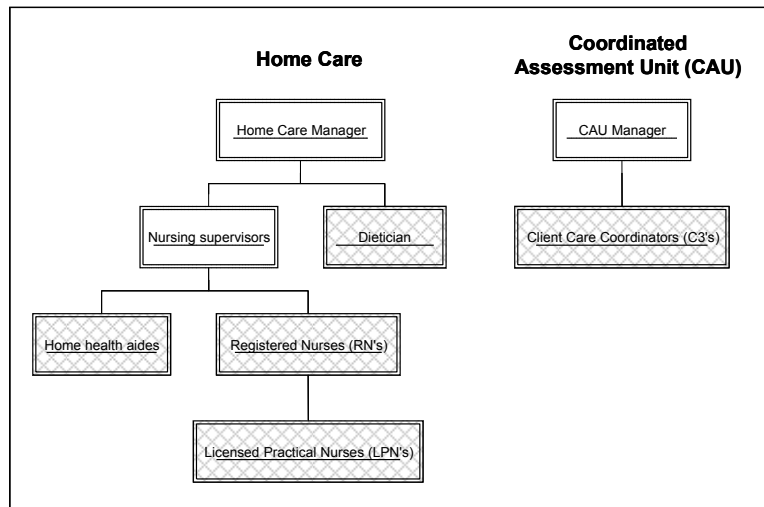 Home Care
Coordinated
Assessment Unit (CAU)
Home Care Manager
CAU Manager
Nursing supervisors
Dietician
Client Care Coordinators (C3's)
Home health aides
Registered Nurses (RN's)
Licensed Practical Nurses (LPN's)